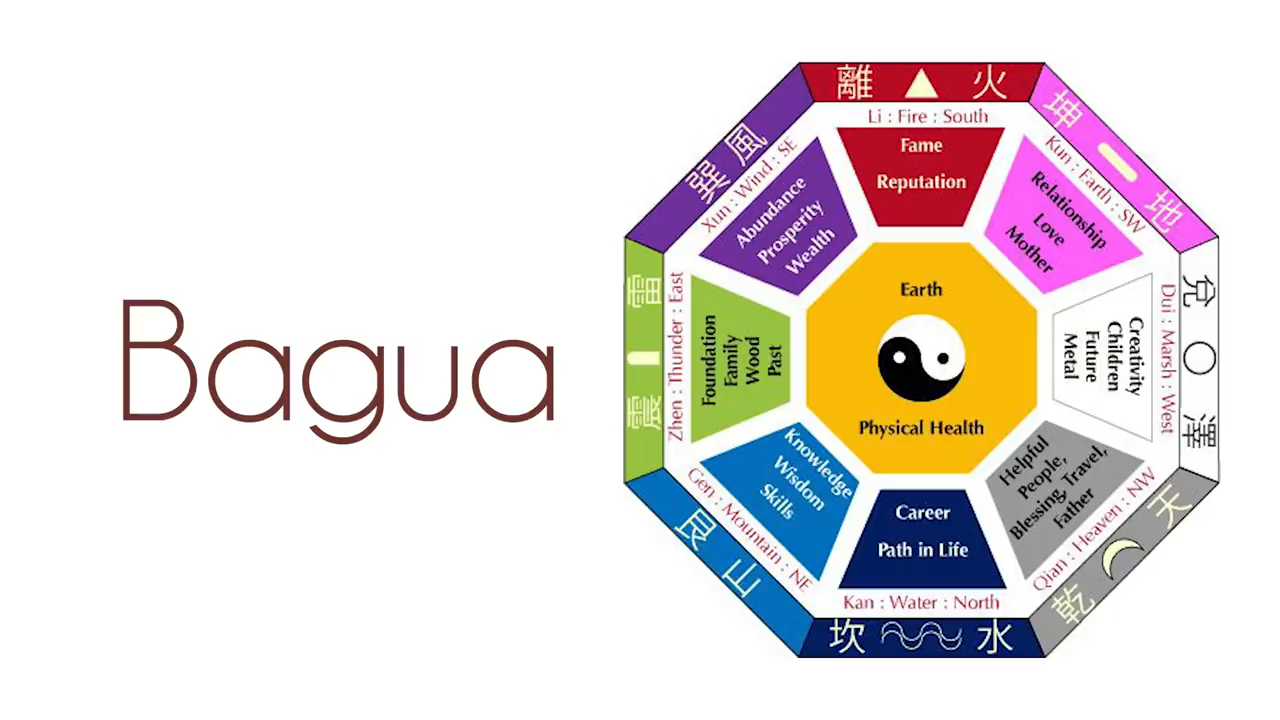 Bagua
離 火
Li : Fire : South
Fame
Reputation
坤 地
Kun : Earth : SW
Relationship
Love
Mother
兌 澤
Dui : Marsh : West
Creativity
Children
Future
Metal
天 乾
Qian : Heaven : NW
Helpful
People,
Blessing, Travel,
Father
坎 水
Kan : Water : North
Career
Path in Life
艮 山
Gen : Mountain : NE
Knowledge
Wisdom
Skills
雷 震
Zhen : Thunder : East
Foundation
Family
Wood
Past
巽 風
Xun : Wind : SE
Abundance
Prosperity
Wealth
Earth
Physical Health